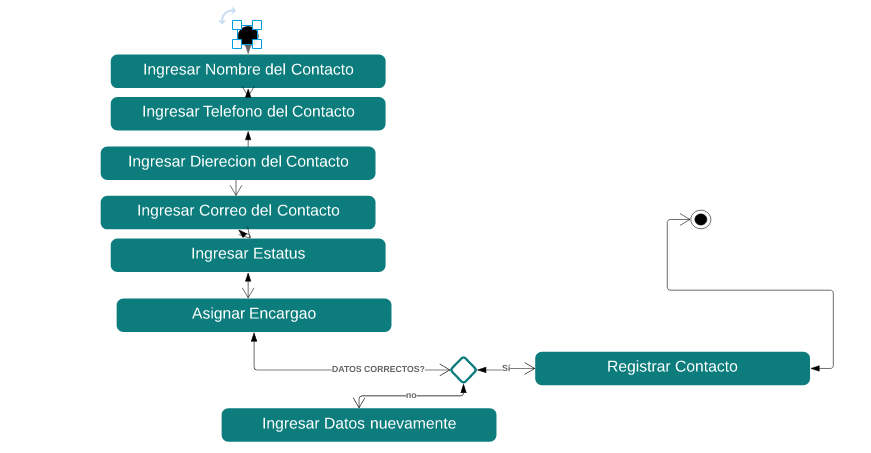 Ingresar Nombre del Contacto
Ingresar Telefono del Contacto
Ingresar Dierecion del Contacto
Ingresar Correo del Contacto
Ingresar Estatus
Asignar Encargao
DATOS CORRECTOS?
SÍ
Registrar Contacto
no
Ingresar Datos nuevamente